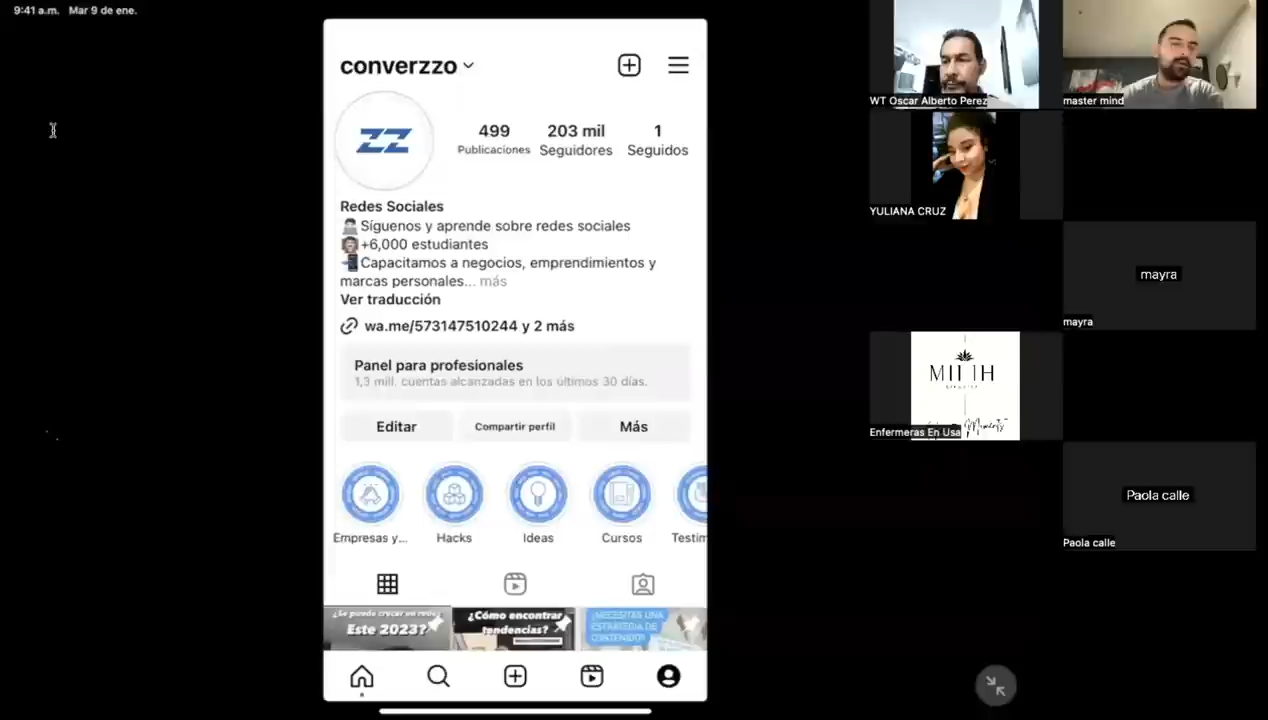 9:41 a.m. Mar 9 de ene.
converzzo
ZZ
499
203 mil
1
Publicaciones
Seguidores
Seguidos
Redes Sociales
Síguenos y aprende sobre redes sociales
+6,000 estudiantes
Capacitamos a negocios, emprendimientos y
marcas personales... más
Ver traducción
wa.me/573147510244 y 2 más
Panel para profesionales
1,3 mill. cuentas alcanzadas en los últimos 30 días.
Editar
Compartir perfil
Más
Empresas y...
Hacks
Ideas
Cursos
Testim
¿Se puede crecer en redes
Este 2023?
¿Cómo encontrar
tendencias?
¿NECESITAS UNA
ESTRATEGIA DE
CONTENIDO?
WT Oscar Alberto Perez
master mind
YULIANA CRUZ
mayra
mayra
Enfermeras En Usa
Paola calle
Paola calle